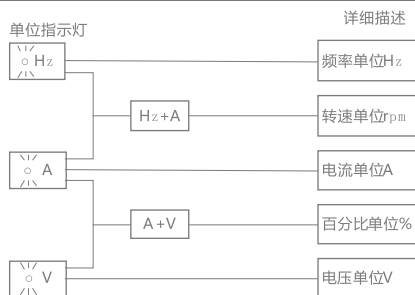 详细描述
单位指示灯
Hz
频率单位Hz
Hz+A
转速单位rpm
A
电流单位A
A+V
百分比单位%
V
电压单位V